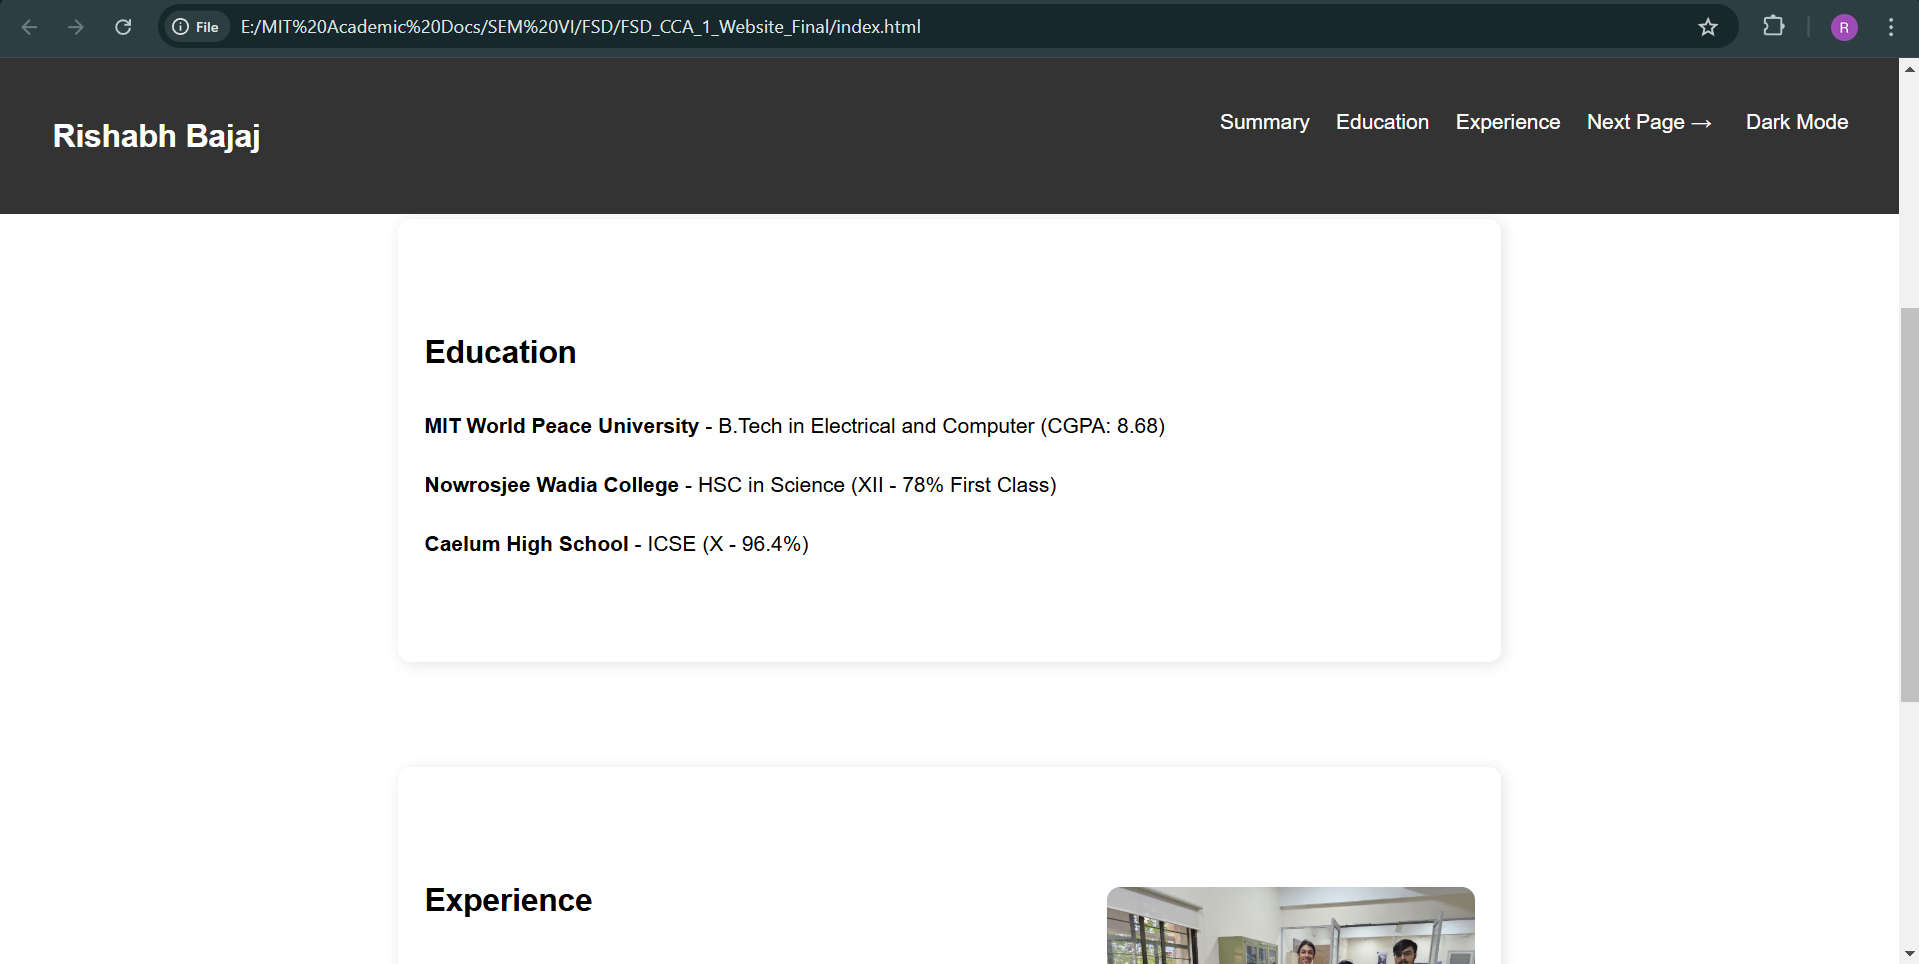 File E:/MIT%20Academic%20Docs/SEM%20VI/FSD/FSD_CCA_1_Website_Final/index.html
R
Rishabh Bajaj
Summary Education Experience Next Page → Dark Mode
Education
MIT World Peace University - B.Tech in Electrical and Computer (CGPA: 8.68)
Nowrosjee Wadia College - HSC in Science (XII - 78% First Class)
Caelum High School - ICSE (X - 96.4%)
Experience